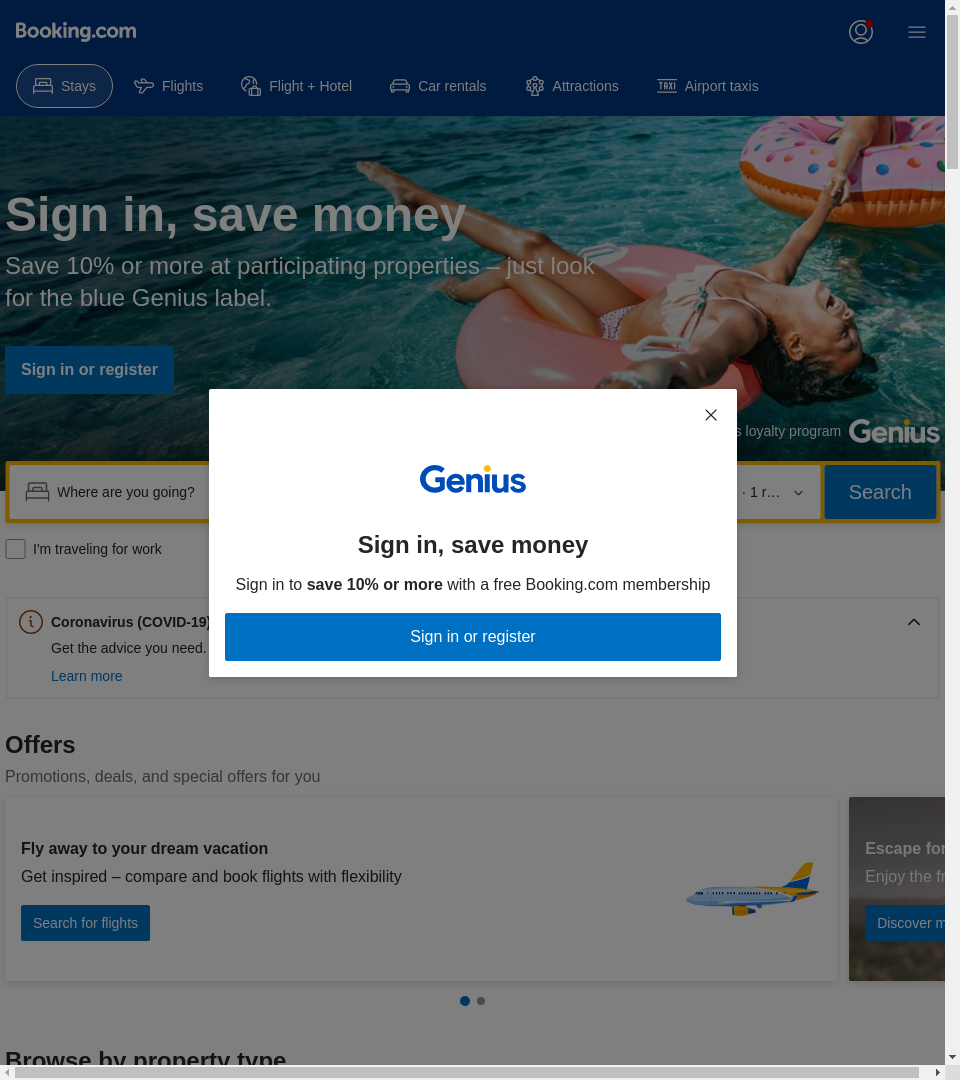 Booking.com
Stays
Flights
Flight + Hotel
Car rentals
Attractions
TAXI
Airport taxis
Sign in, save money
Save 10% or more at participating properties – just look
for the blue Genius label.
Sign in or register
loyalty program
Genius
Where are you going?
· 1 r…
Search
I'm traveling for work
Genius
Sign in, save money
Sign in to save 10% or more with a free Booking.com membership
Sign in or register
Coronavirus (COVID-19)
Get the advice you need.
Learn more
Offers
Promotions, deals, and special offers for you
Fly away to your dream vacation
Get inspired – compare and book flights with flexibility
Search for flights
Escape
Enjoy the
Discover
Browse by property type